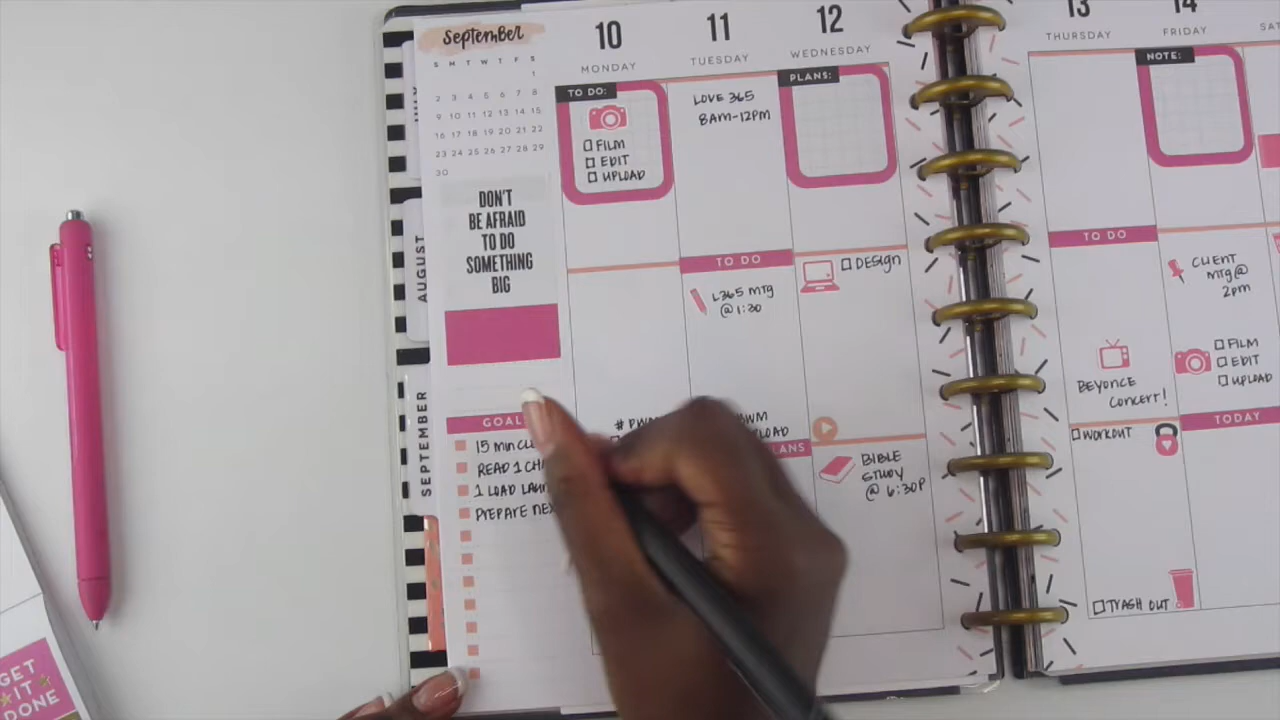 September
S M T W T F S
1
2 3 4 5 6 7 8
9 10 11 12 13 14 15
16 17 18 19 20 21 22
23 24 25 26 27 28 29
30
DON'T
BE AFRAID
TO DO
SOMETHING
BIG
GOAL
15 MIN
READ 1
1 LOAD
PREPARE
JULY
AUGUST
SEPTEMBER
10
MONDAY
TO DO:
FILM
EDIT
UPLOAD
11
TUESDAY
LOVE 365
8AM-12PM
TO DO
L365 MTG
@ 1:30
12
WEDNESDAY
PLANS:
DESIGN
BIBLE
STUDY
@ 6:30P
13
THURSDAY
TO DO
BEYONCE
CONCERT!
WORKOUT
TRASH OUT
14
FRIDAY
NOTE:
CLIENT
MTG @
2PM
FILM
EDIT
UPLOAD
TODAY
GET
IT
DONE